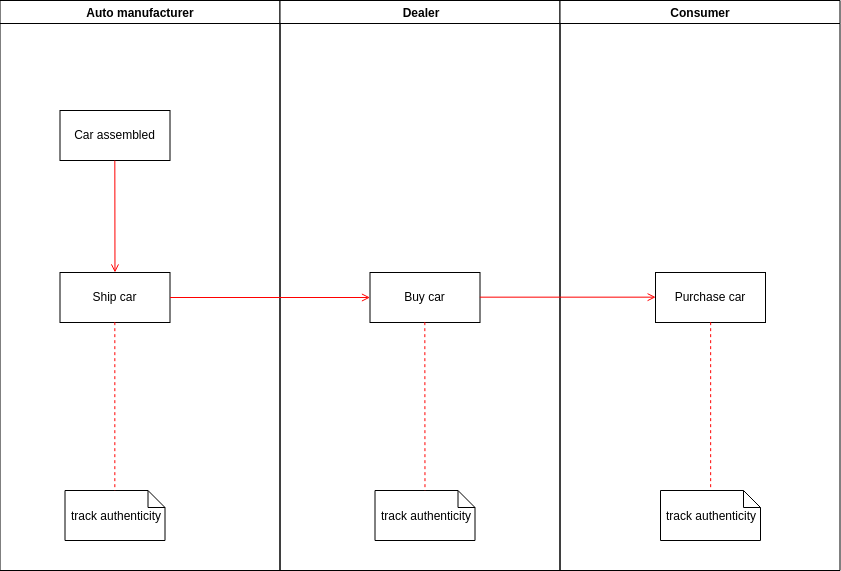 Auto manufacturer
Dealer
Consumer
Car assembled
Ship car
Buy car
Purchase car
track authenticity
track authenticity
track authenticity